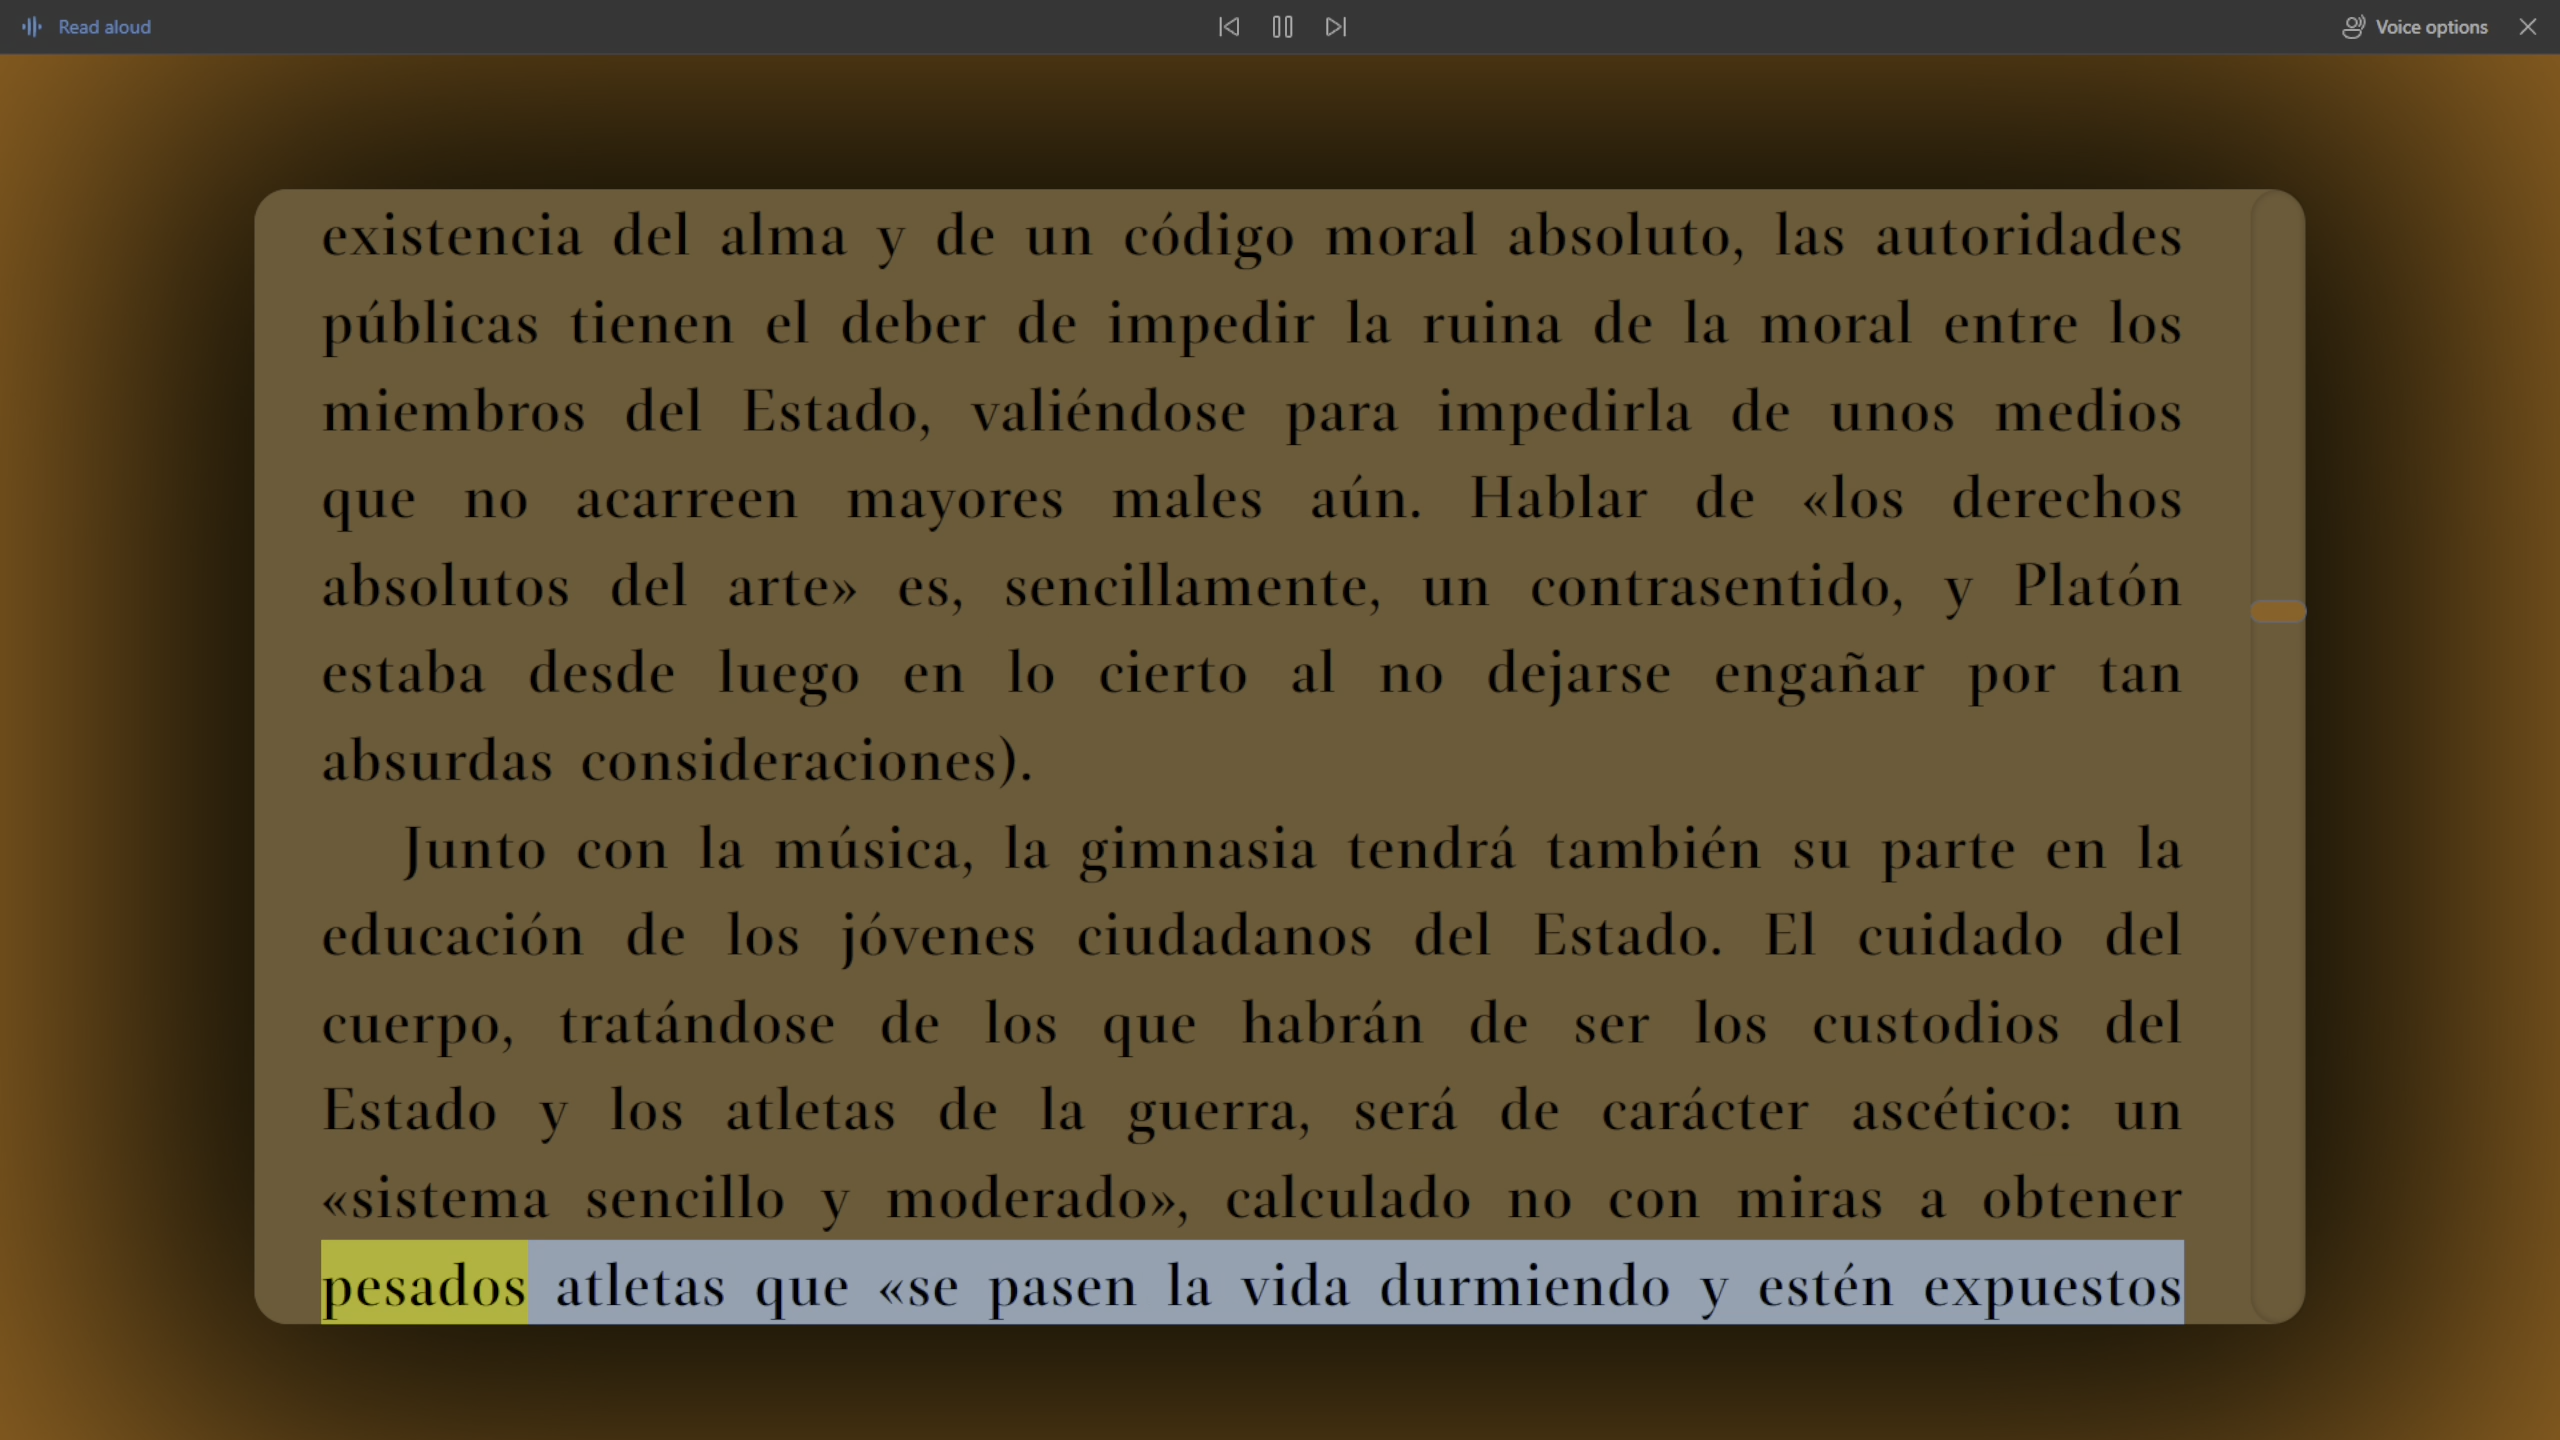 Read aloud
Voice options
existencia del alma y de un código moral absoluto, las autoridades
públicas tienen el deber de impedir la ruina de la moral entre los
miembros del Estado, valiéndose para impedirla de unos medios
que no acarreen mayores males aún. Hablar de «los derechos
absolutos del arte» es, sencillamente, un contrasentido, y Platón
estaba desde luego en lo cierto al no dejarse engañar por tan
absurdas consideraciones).
Junto con la música, la gimnasia tendrá también su parte en la
educación de los jóvenes ciudadanos del Estado. El cuidado del
cuerpo, tratándose de los que habrán de ser los custodios del
Estado y los atletas de la guerra, será de carácter ascético: un
«sistema sencillo y moderado», calculado no con miras a obtener
pesados atletas que «se pasen la vida durmiendo y estén expuestos